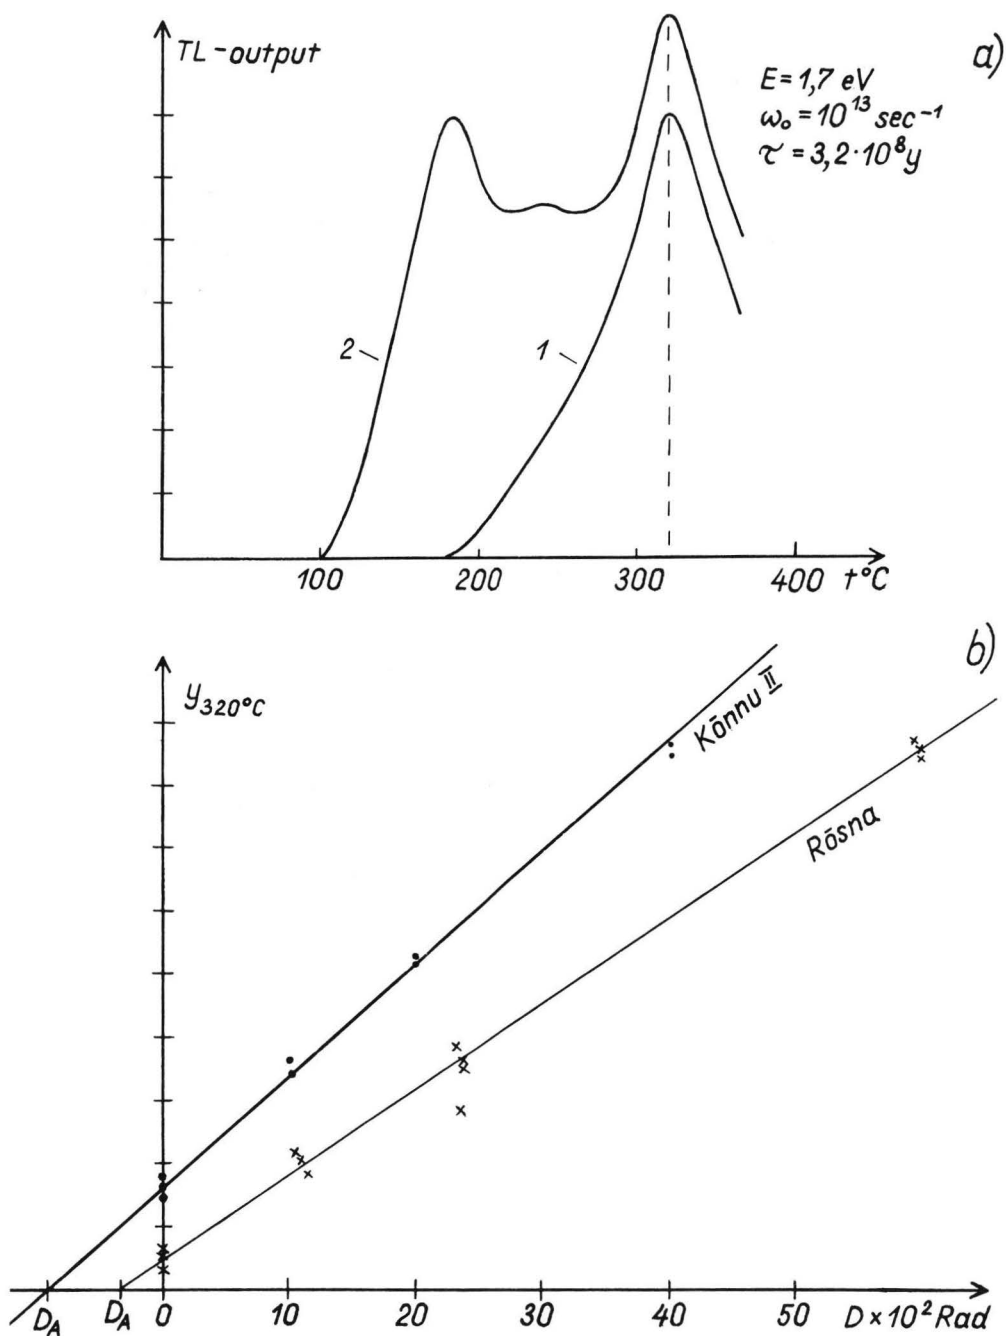 TL-output
a)
E=1,7 eV
ω₀=10¹³ sec⁻¹
τ=3,2·10⁸y
2
1
100 200 300 400 t°C
b)
y₃₂₀°C
Kõnnu II
Rõsna
D_A D_A 0 10 20 30 40 50 D×10² Rad